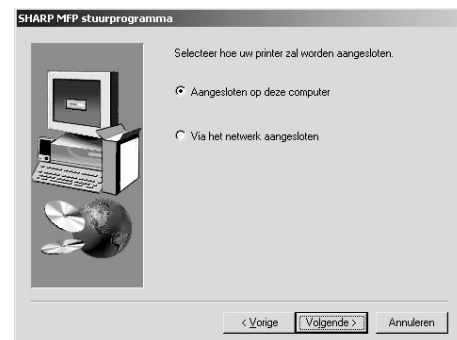 SHARP MFP stuurprogramma
Selecteer hoe uw printer zal worden aangesloten.
Aangesloten op deze computer
Via het netwerk aangesloten
< Vorige
Volgende >
Annuleren